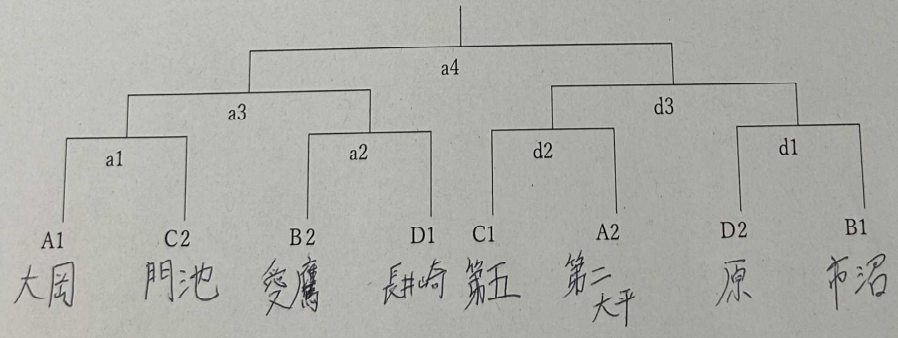 a4
a3
d3
a1
a2
d2
d1
A1 C2 B2 D1 C1 A2 D2 B1
大岡 門池 愛鷹 長井崎 第五 第二 原 市沼
大平